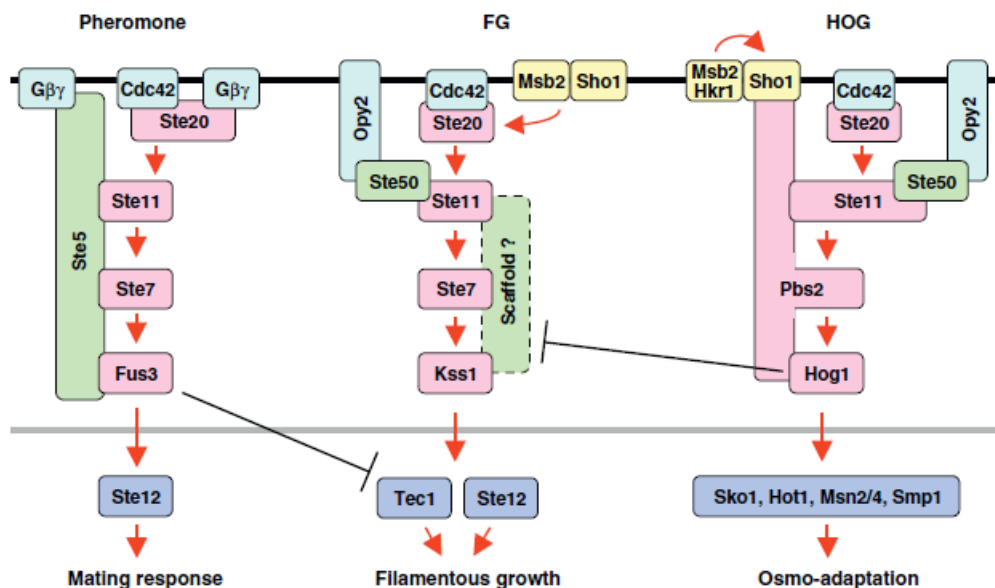 Pheromone
FG
HOG
Gβγ
Cdc42
Gβγ
Ste20
Ste5
Ste11
Ste7
Fus3
Ste12
Mating response
Opy2
Cdc42
Msb2
Sho1
Ste20
Ste50
Ste11
Scaffold ?
Ste7
Kss1
Tec1
Ste12
Filamentous growth
Msb2
Hkr1
Sho1
Cdc42
Opy2
Ste20
Ste50
Ste11
Pbs2
Hog1
Sko1, Hot1, Msn2/4, Smp1
Osmo-adaptation